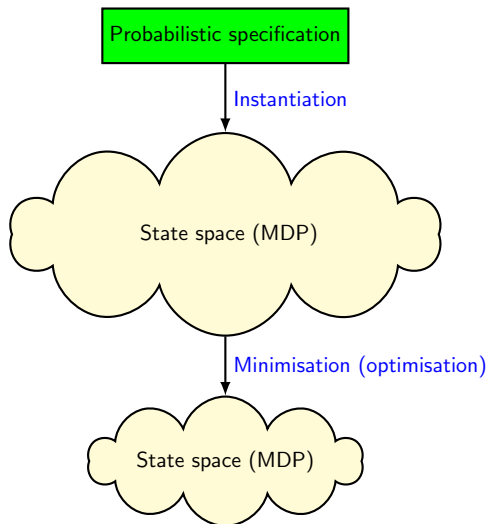 Probabilistic specification
Instantiation
State space (MDP)
Minimisation (optimisation)
State space (MDP)